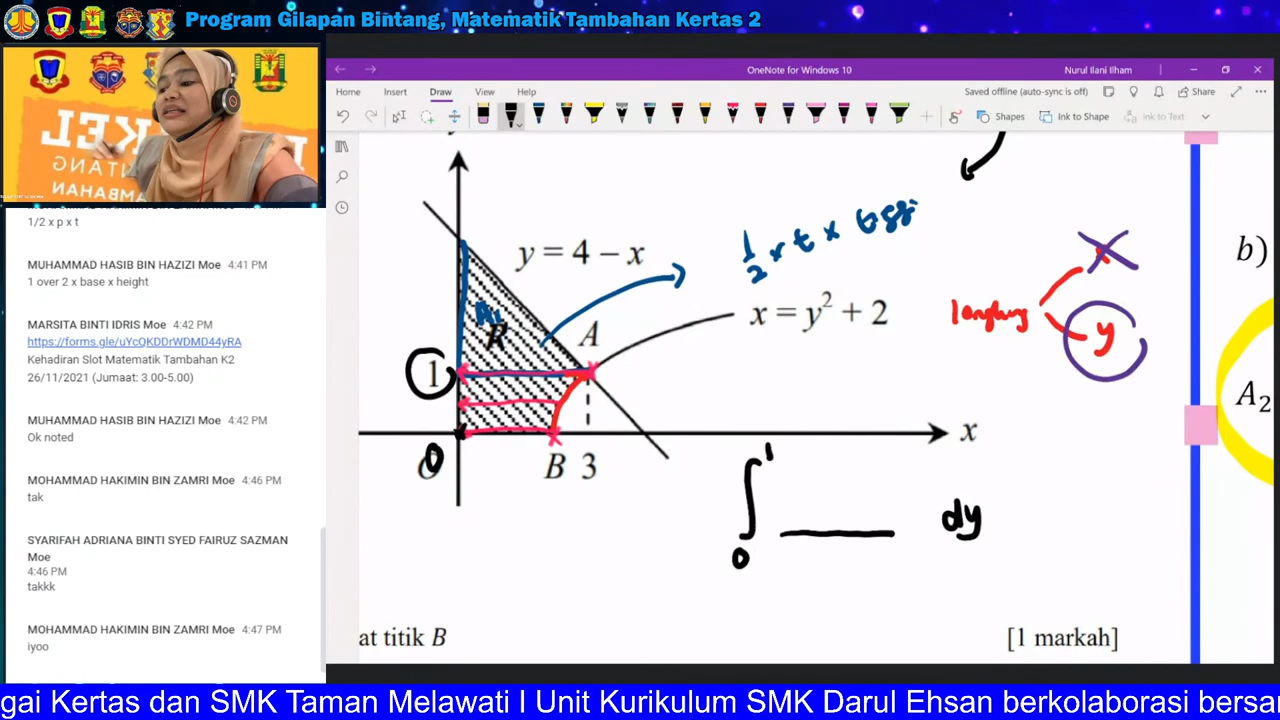 Program Gilapan Bintang, Matematik Tambahan Kertas 2
1/2 x p x t
MUHAMMAD HASIB BIN HAZIZI Moe 4:41 PM
1 over 2 x base x height
MARSITA BINTI IDRIS Moe 4:42 PM
https://forms.gle/uYcQKDDrWDMD44yRA
Kehadiran Slot Matematik Tambahan K2
26/11/2021 (Jumaat: 3.00-5.00)
MUHAMMAD HASIB BIN HAZIZI Moe 4:42 PM
Ok noted
MOHAMMAD HAKIMIN BIN ZAMRI Moe 4:46 PM
tak
SYARIFAH ADRIANA BINTI SYED FAIRUZ SAZMAN
Moe
4:46 PM
takkk
MOHAMMAD HAKIMIN BIN ZAMRI Moe 4:47 PM
iyoo
OneNote for Windows 10
Nurul Ilani Ilham
Home Insert Draw View Help
Saved offline (auto-sync is off)
Share
Shapes
Ink to Shape
Ink to Text
y = 4 – x
1/2 x t x
x = y² + 2
A₁
R
A
1
x
y
b)
A₂
0
B 3
x
∫₀¹ ____ dy
at titik B
[1 markah]
gai Kertas dan SMK Taman Melawati I Unit Kurikulum SMK Darul Ehsan berkolaborasi bersa